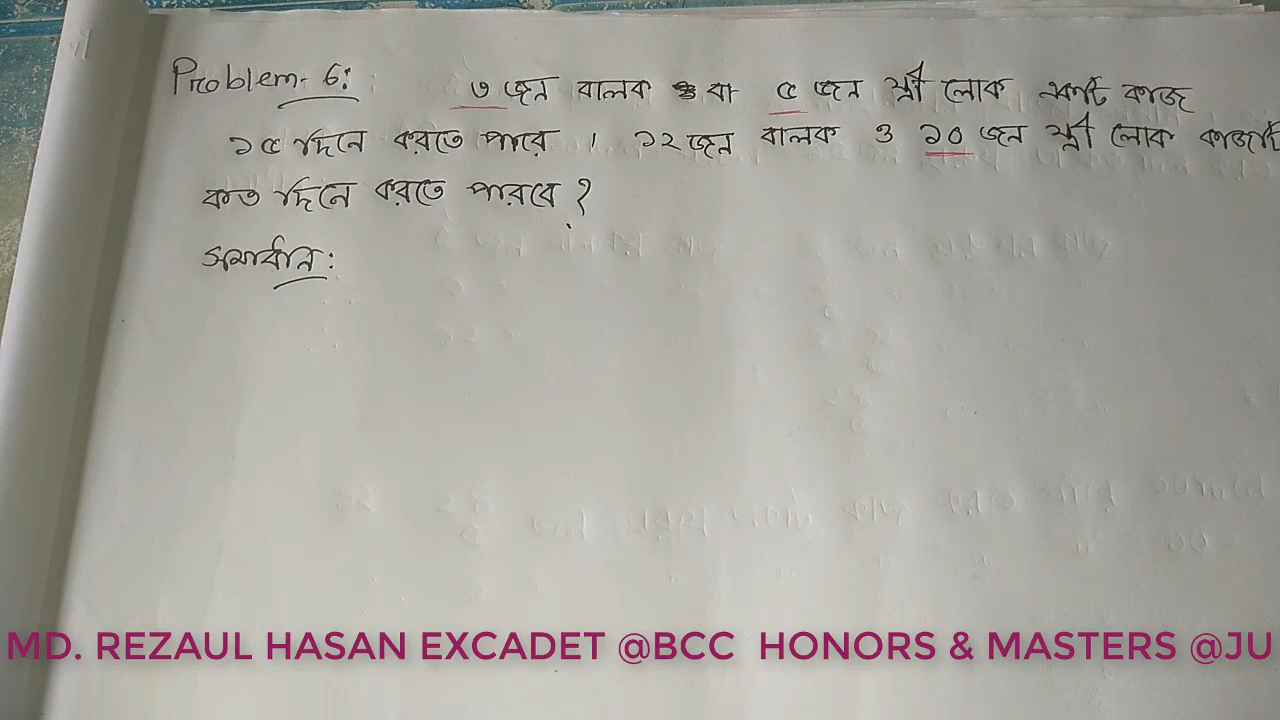 Problem- 6:  ৩ জন বালক বা ৫ জন স্ত্রী লোক একটি কাজ
১৫ দিনে করতে পারে । ১২ জন বালক ও ১০ জন স্ত্রী লোক কাজটি
কত দিনে করতে পারবে ?
সমাধান :
MD. REZAUL HASAN EXCADET @BCC HONORS & MASTERS @JU